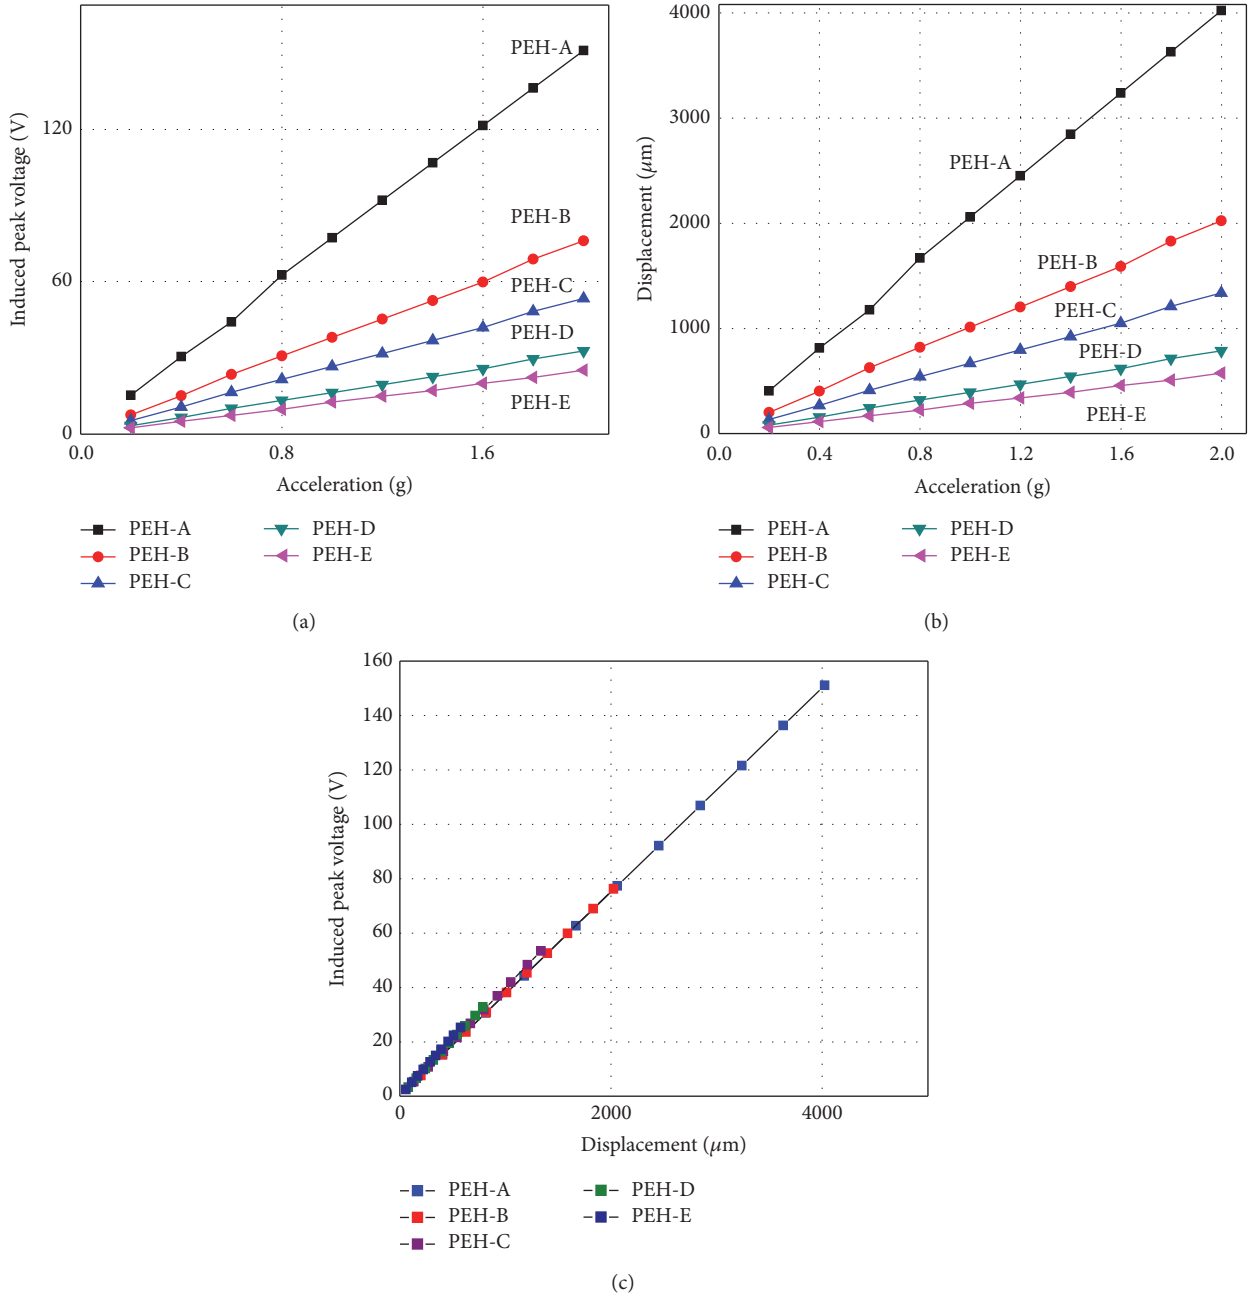 Induced peak voltage (V)
120
60
0
PEH-A
PEH-B
PEH-C
PEH-D
PEH-E
0.0
0.8
1.6
Acceleration (g)
PEH-A
PEH-B
PEH-C
PEH-D
PEH-E
(a)
Displacement (μm)
4000
3000
2000
1000
0
PEH-A
PEH-B
PEH-C
PEH-D
PEH-E
0.0
0.4
0.8
1.2
1.6
2.0
Acceleration (g)
PEH-A
PEH-B
PEH-C
PEH-D
PEH-E
(b)
Induced peak voltage (V)
160
140
120
100
80
60
40
20
0
0
2000
4000
Displacement (μm)
PEH-A
PEH-B
PEH-C
PEH-D
PEH-E
(c)